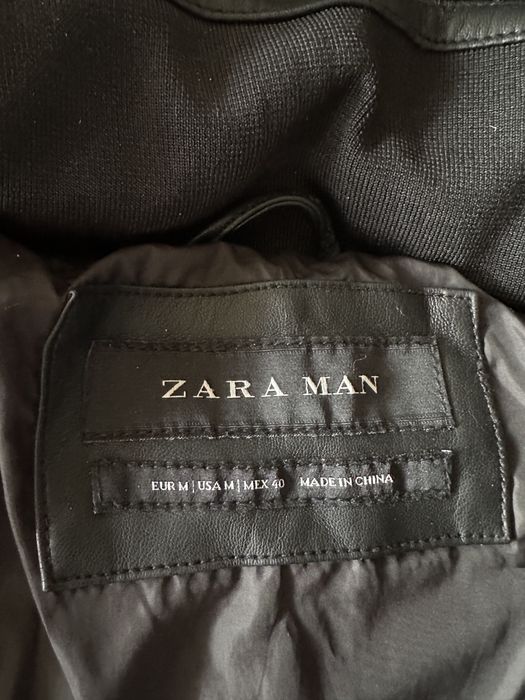 ZARA MAN
EUR M | USA M | MEX 40 MADE IN CHINA